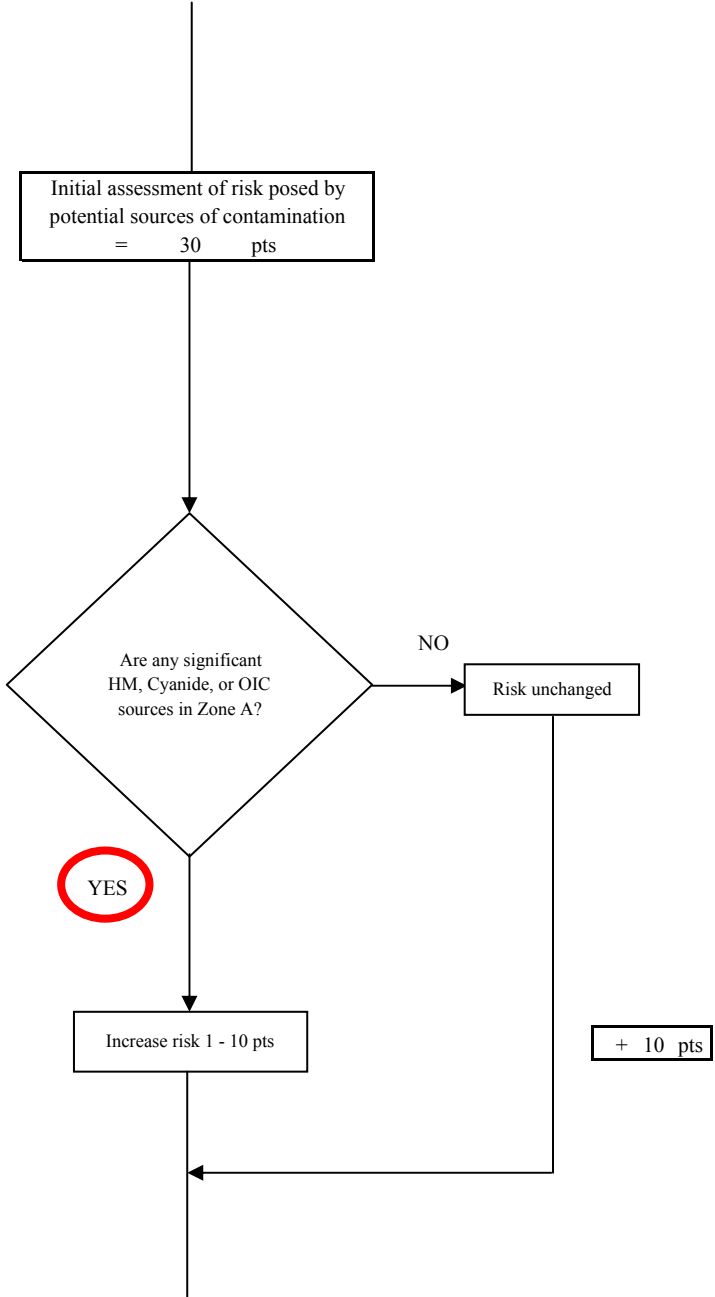 Initial assessment of risk posed by
potential sources of contamination
= 30 pts
Are any significant
HM, Cyanide, or OIC
sources in Zone A?
NO
Risk unchanged
YES
Increase risk 1 - 10 pts
+ 10 pts